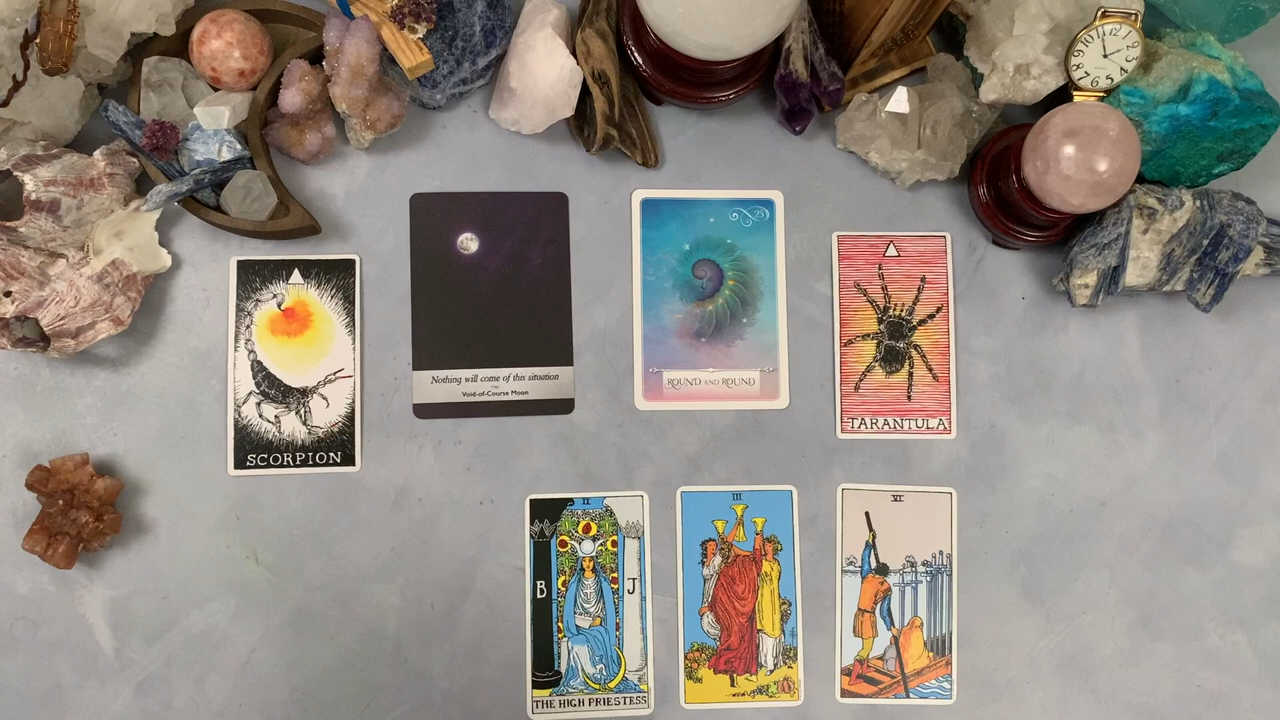 25
Nothing will come of this situation
Void-of-Course Moon
ROUND AND ROUND
SCORPION
TARANTULA
II
B J
THE HIGH PRIESTESS
III
VI